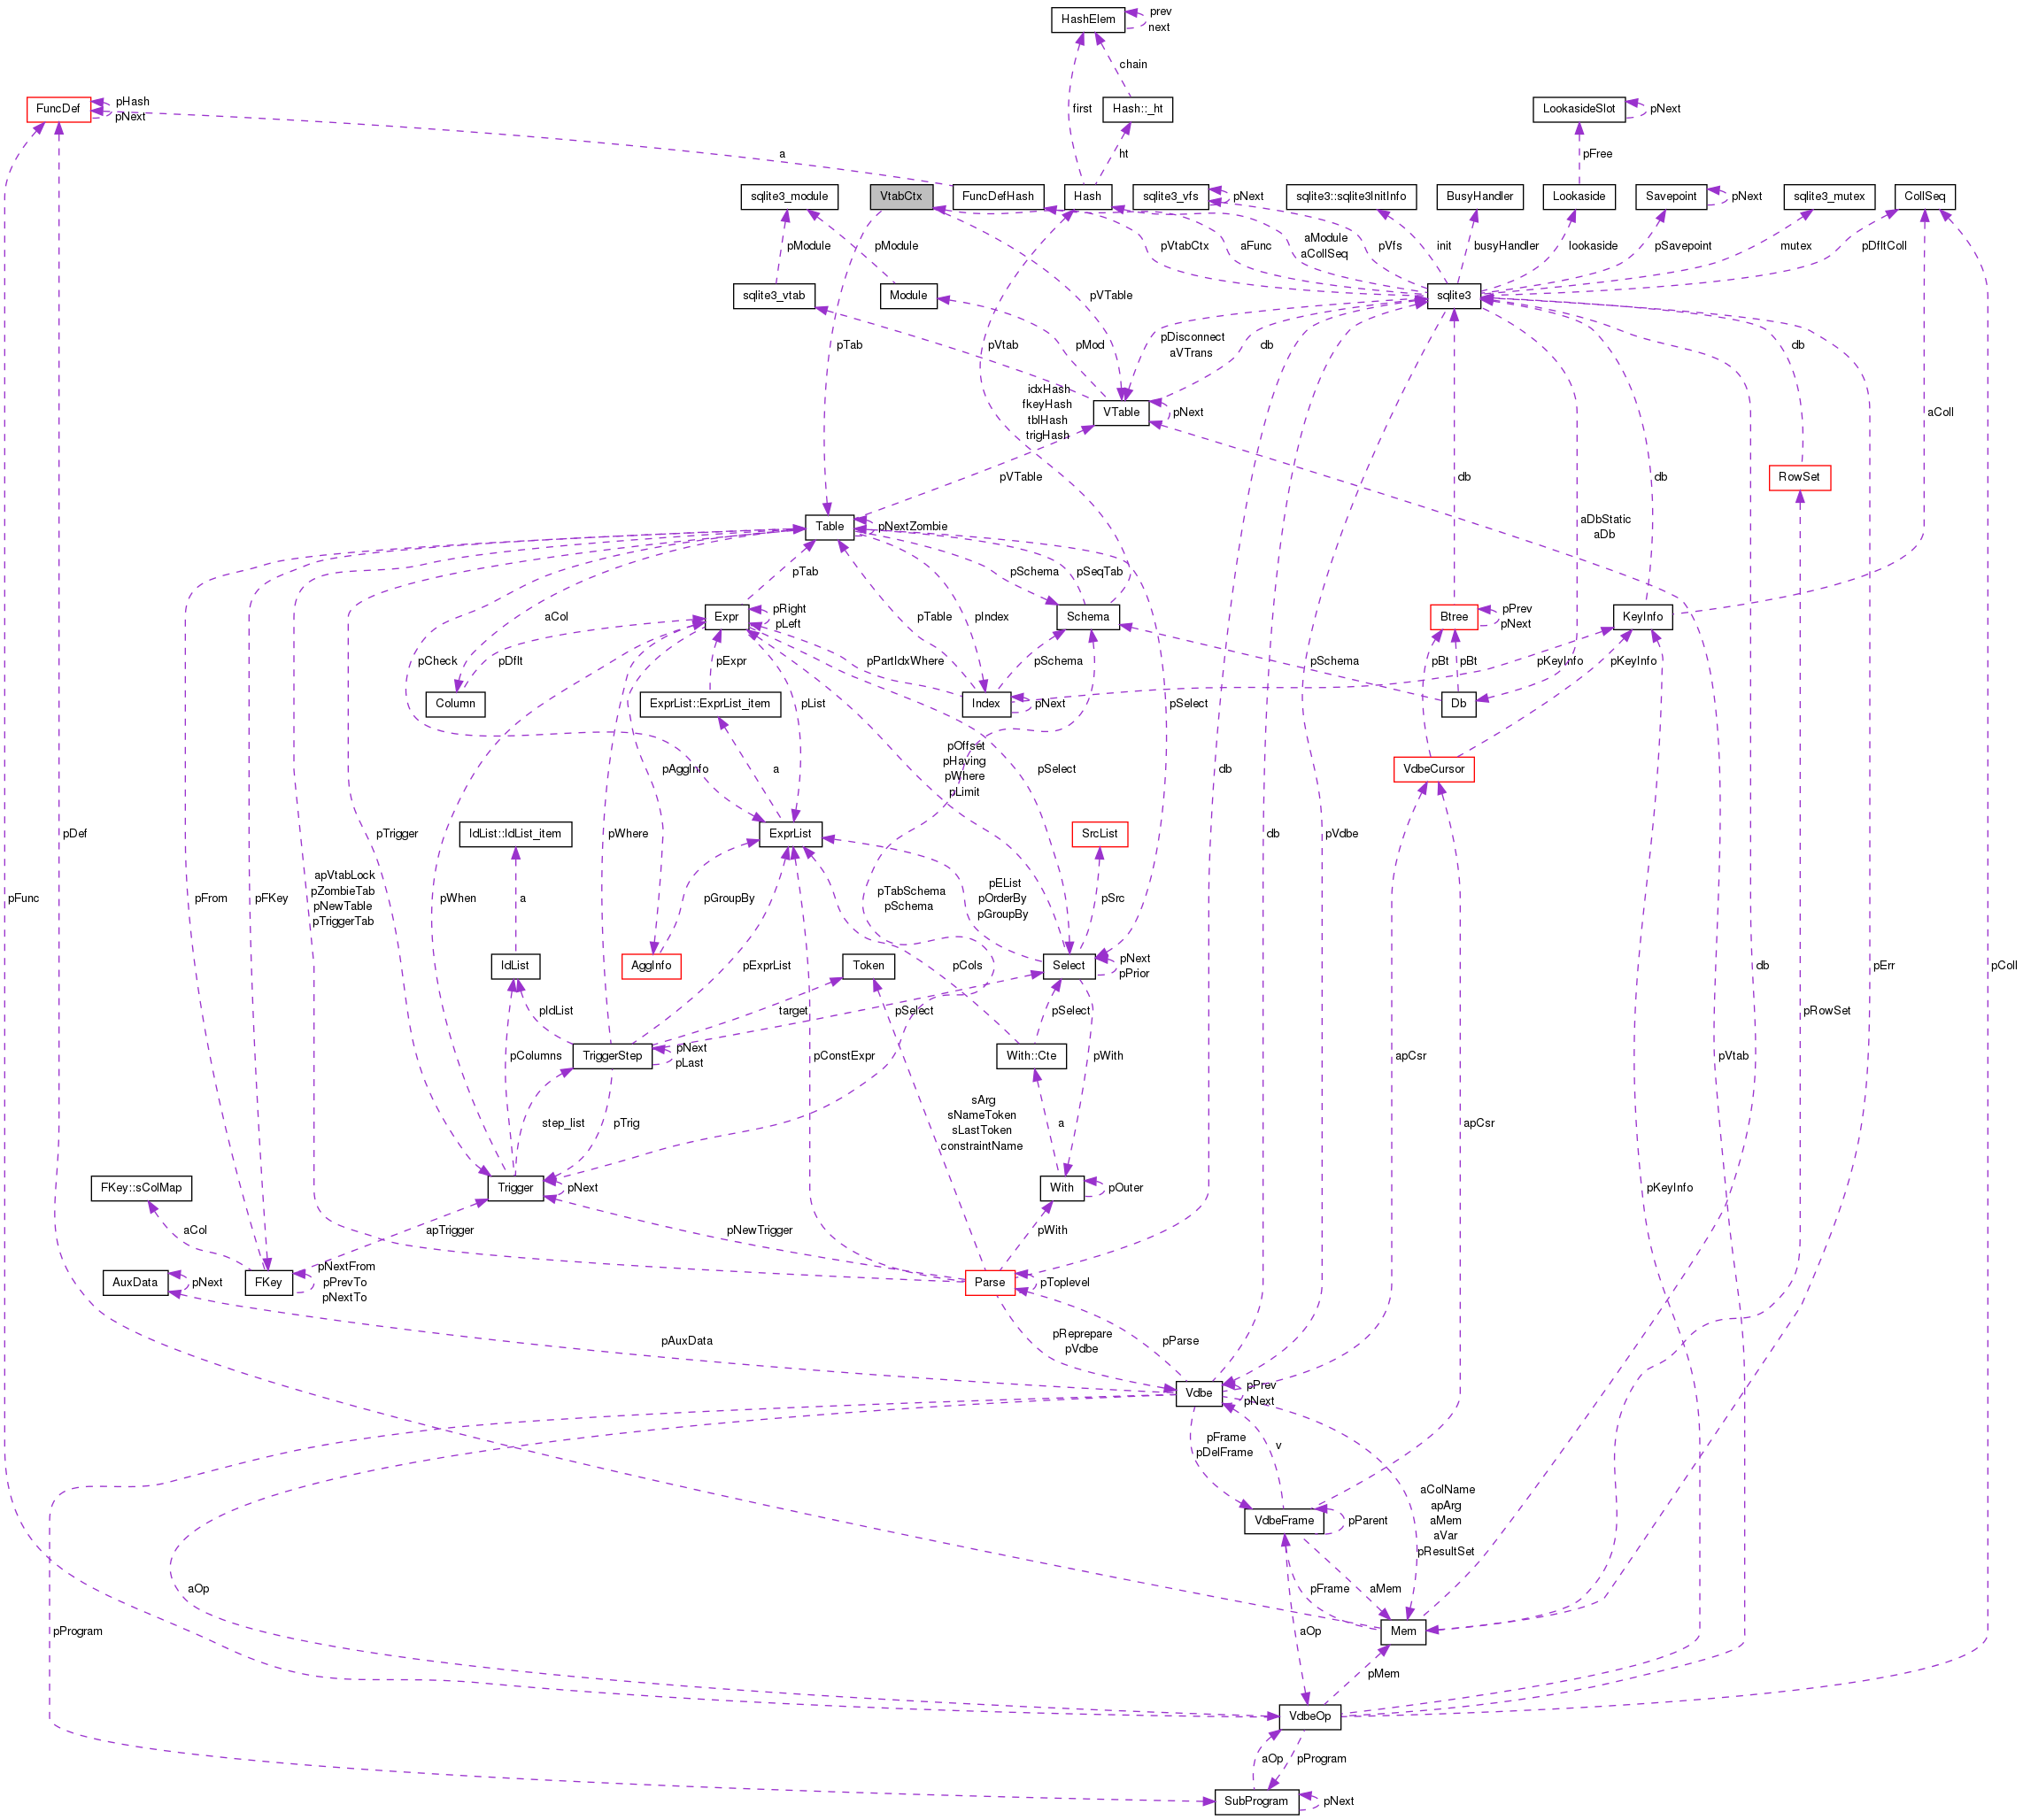 HashElem
prev
next
chain
FuncDef
pHash
pNext
first
Hash::_ht
LookasideSlot
pNext
a
ht
pFree
sqlite3_module
VtabCtx
FuncDefHash
Hash
sqlite3_vfs
pNext
sqlite3::sqlite3InitInfo
BusyHandler
Lookaside
Savepoint
pNext
sqlite3_mutex
CollSeq
pModule
pModule
pVtabCtx
aFunc
aModule
aCollSeq
pVfs
init
busyHandler
lookaside
pSavepoint
mutex
pDfltColl
sqlite3_vtab
Module
pVTable
sqlite3
pTab
pVtab
pMod
pDisconnect
aVTrans
db
db
idxHash
fkeyHash
tblHash
trigHash
VTable
pNext
aColl
pVTable
db
RowSet
db
Table
pNextZombie
aDbStatic
aDb
pTab
pSchema
pSeqTab
aCol
Expr
pRight
pLeft
pTable
pIndex
Schema
Btree
pPrev
pNext
KeyInfo
pCheck
pDflt
pExpr
pPartIdxWhere
pSchema
pSchema
pBt
pBt
pKeyInfo
pKeyInfo
Column
ExprList::ExprList_item
pList
Index
pNext
pSelect
Db
pAggInfo
a
pOffset
pHaving
pWhere
pLimit
pSelect
db
VdbeCursor
pTrigger
IdList::IdList_item
pWhere
ExprList
SrcList
db
pVdbe
pDef
pFunc
pFrom
pFKey
apVtabLock
pZombieTab
pNewTable
pTriggerTab
pWhen
a
pGroupBy
pTabSchema
pSchema
pEList
pOrderBy
pGroupBy
pSrc
IdList
AggInfo
pExprList
Token
pCols
Select
pNext
pPrior
db
pErr
pColl
pIdList
target
pSelect
pSelect
pRowSet
pColumns
TriggerStep
pNext
pLast
pConstExpr
With::Cte
pWith
apCsr
pVtab
step_list
pTrig
sArg
sNameToken
sLastToken
constraintName
a
apCsr
FKey::sColMap
Trigger
pNext
With
pOuter
pKeyInfo
aCol
apTrigger
pNewTrigger
pWith
AuxData
pNext
FKey
pNextFrom
pPrevTo
pNextTo
Parse
pToplevel
pAuxData
pReprepare
pVdbe
pParse
Vdbe
pPrev
pNext
pFrame
pDelFrame
v
aColName
apArg
aMem
aVar
pResultSet
VdbeFrame
pParent
aOp
pFrame
aMem
pProgram
aOp
Mem
pMem
VdbeOp
aOp
pProgram
SubProgram
pNext